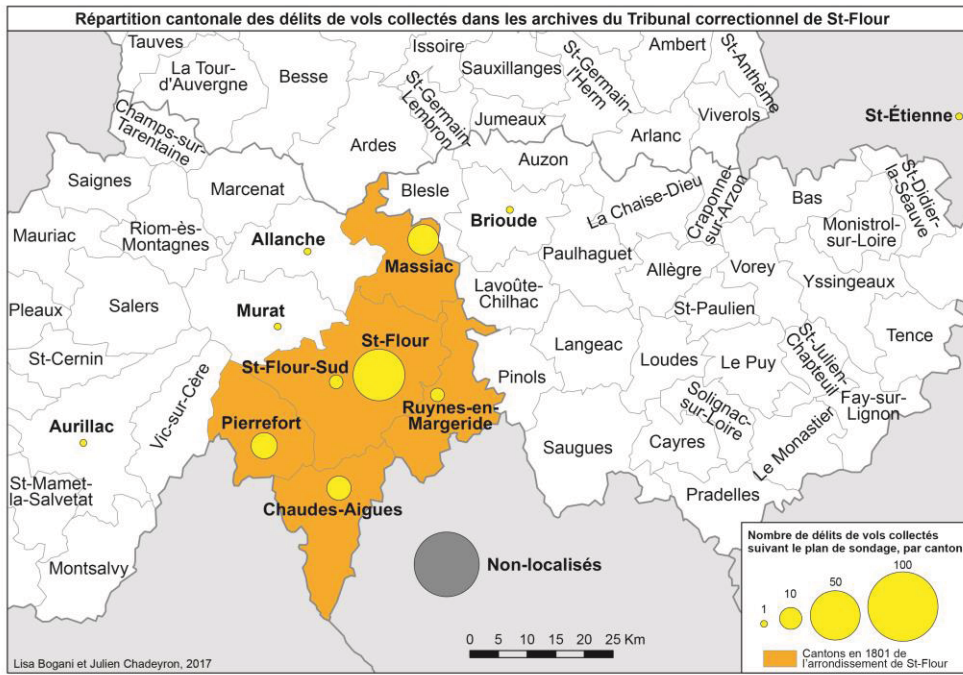 Répartition cantonale des délits de vols collectés dans les archives du Tribunal correctionnel de St-Flour
Tauves
La Tour-
d'Auvergne
Besse
Issoire
Sauxillanges
St-Germain-
Lembron
Jumeaux
St-Germain-
l'Herm
Ambert
St-Anthème
Viverols
Arlanc
St-Étienne
Champs-sur-
Tarentaine
Ardes
Auzon
Saignes
Marcenat
Blesle
Brioude
La Chaise-Dieu
Craponne-
sur-Arzon
Bas
St-Didier-
la-Séauve
Mauriac
Riom-ès-
Montagnes
Allanche
Massiac
Paulhaguet
Monistrol-
sur-Loire
Allègre
Vorey
Yssingeaux
Lavoûte-
Chilhac
Pleaux
Salers
Murat
St-Paulien
St-Flour
Langeac
Loudes
Le Puy
St-Julien-
Chapteuil
Tence
St-Cernin
Vic-sur-Cère
St-Flour-Sud
Pinols
Ruynes-en-
Margeride
Solignac-
sur-Loire
Fay-sur-
Lignon
Aurillac
Pierrefort
Saugues
Cayres
Le Monastier
St-Mamet-
la-Salvetat
Chaudes-Aigues
Pradelles
Montsalvy
Non-localisés
Nombre de délits de vols collectés
suivant le plan de sondage, par canton
1
10
50
100
Cantons en 1801 de
l'arrondissement de St-Flour
0 5 10 15 20 25 Km
Lisa Bogani et Julien Chadeyron, 2017